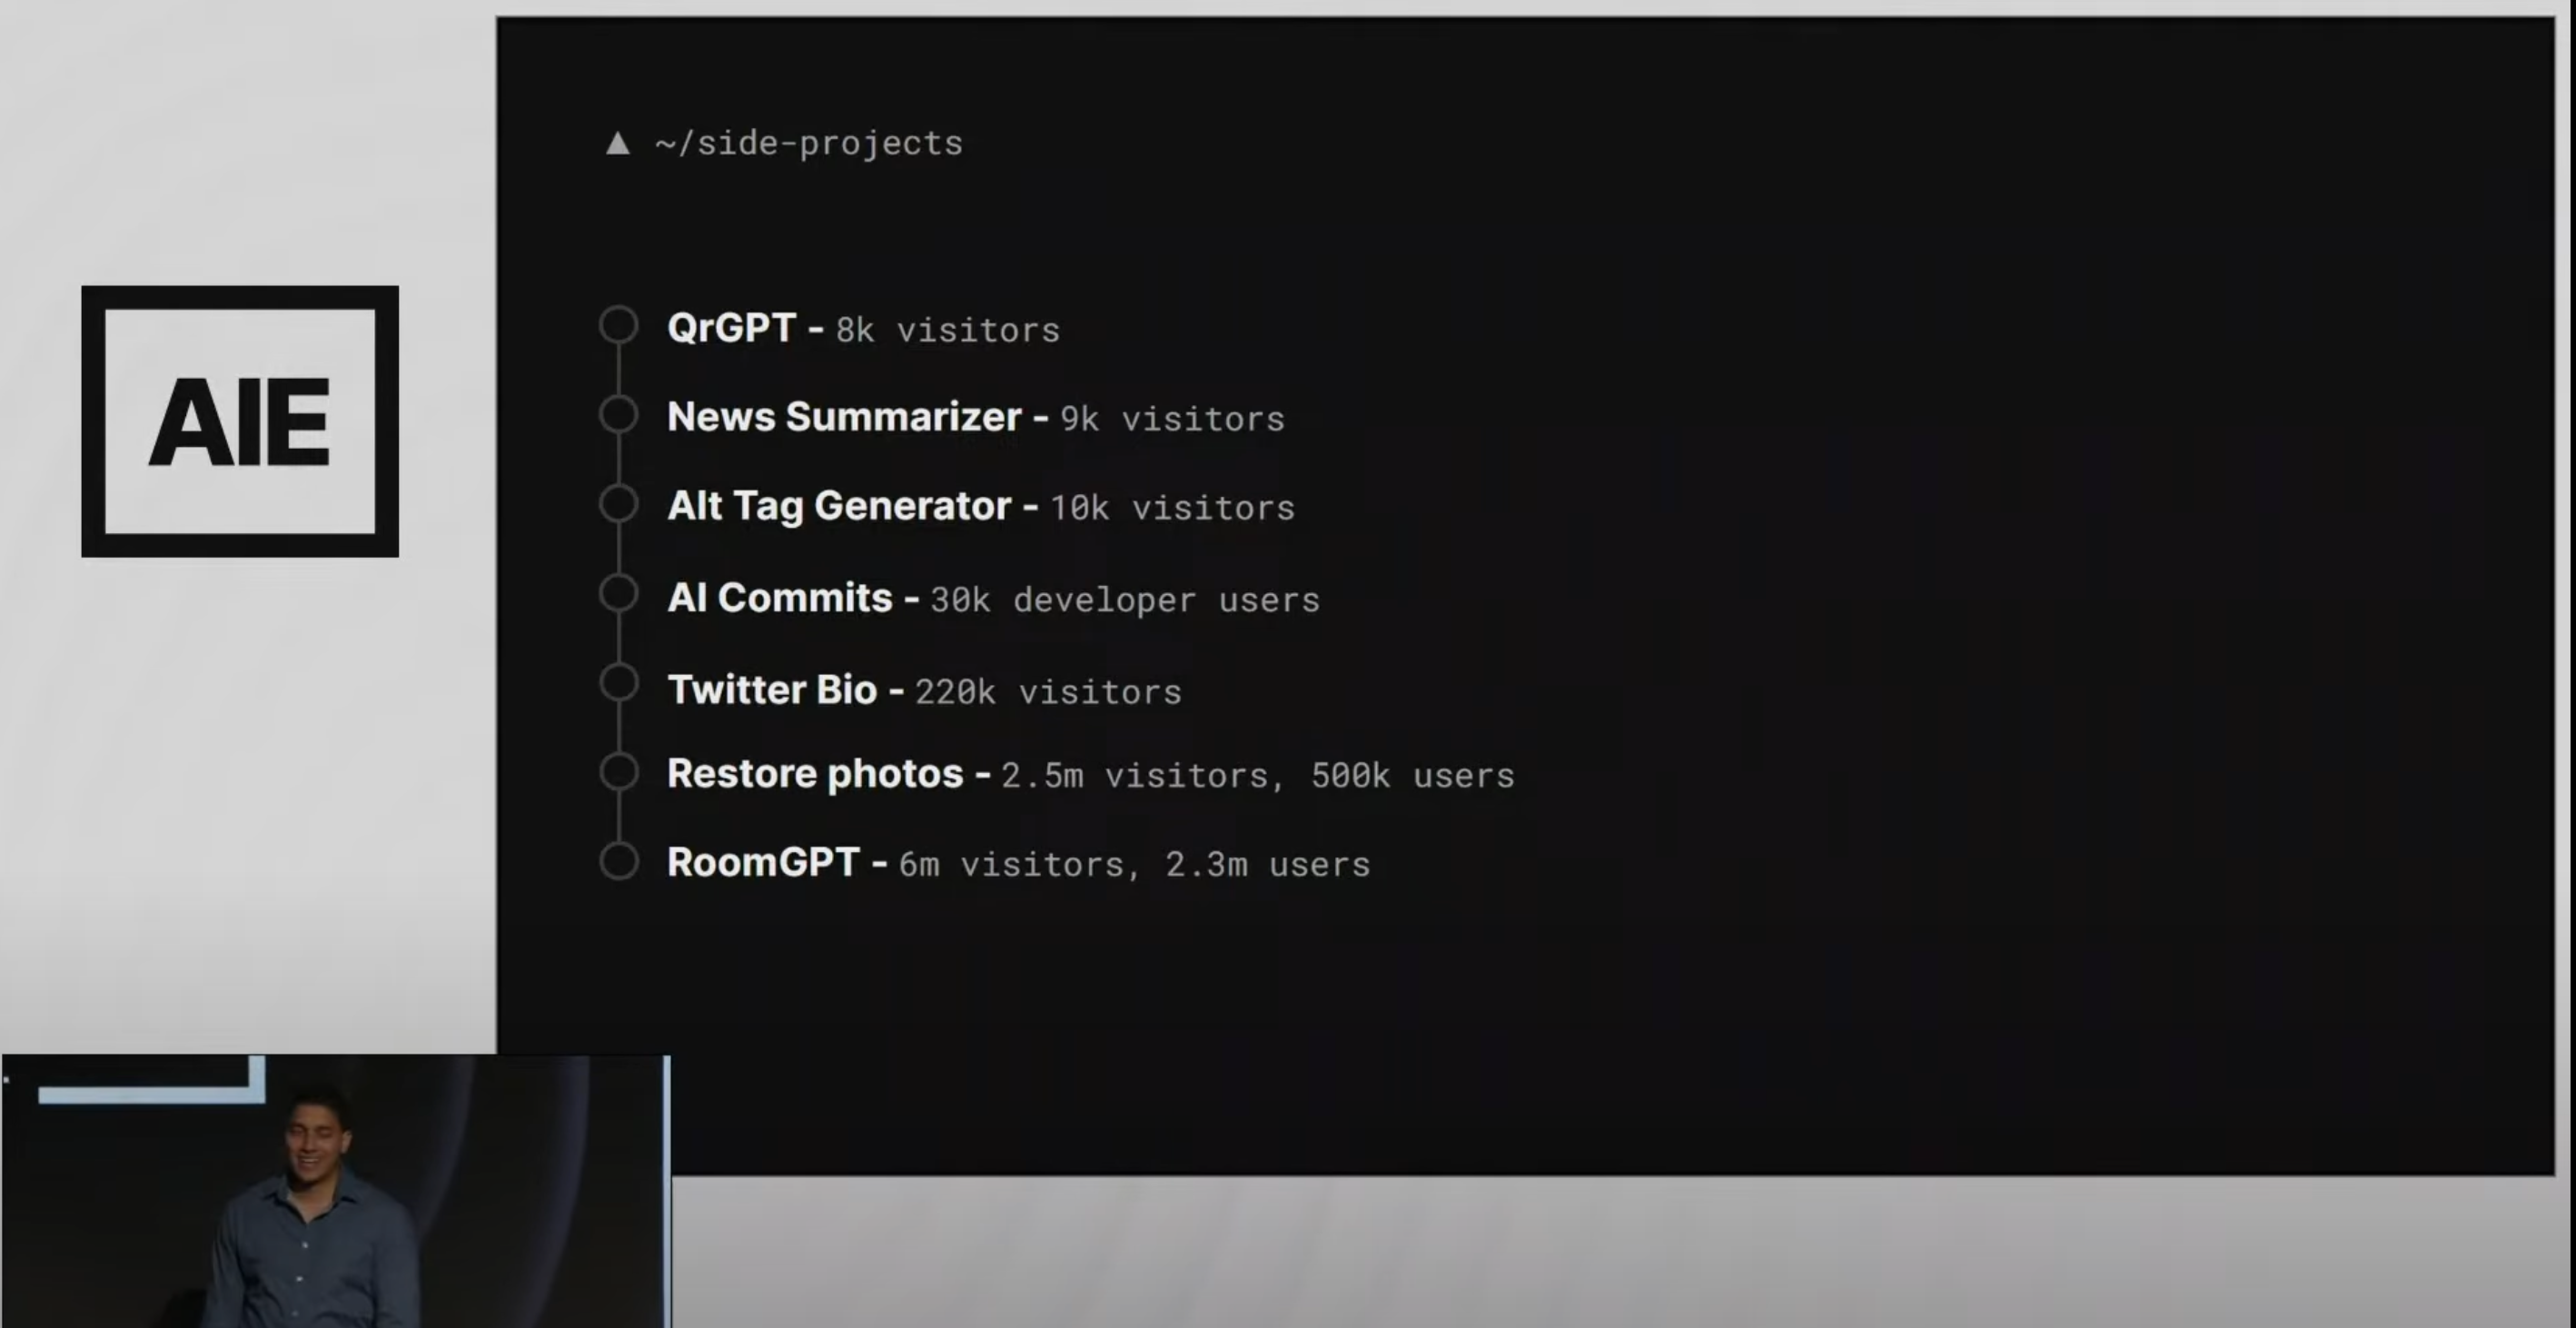 AIE
▲ ~/side-projects
QrGPT - 8k visitors
News Summarizer - 9k visitors
Alt Tag Generator - 10k visitors
AI Commits - 30k developer users
Twitter Bio - 220k visitors
Restore photos - 2.5m visitors, 500k users
RoomGPT - 6m visitors, 2.3m users